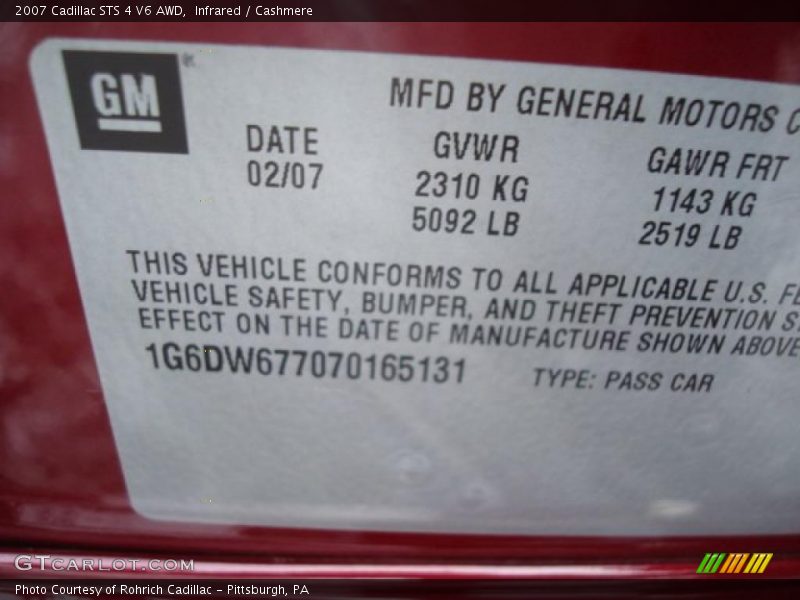 2007 Cadillac STS 4 V6 AWD, Infrared / Cashmere
GM
MFD BY GENERAL MOTORS C
DATE
02/07
GVWR
2310 KG
5092 LB
GAWR FRT
1143 KG
2519 LB
THIS VEHICLE CONFORMS TO ALL APPLICABLE U.S. FE
VEHICLE SAFETY, BUMPER, AND THEFT PREVENTION S
EFFECT ON THE DATE OF MANUFACTURE SHOWN ABOVE
1G6DW677070165131
TYPE: PASS CAR
GTCARLOT.COM
Photo Courtesy of Rohrich Cadillac - Pittsburgh, PA